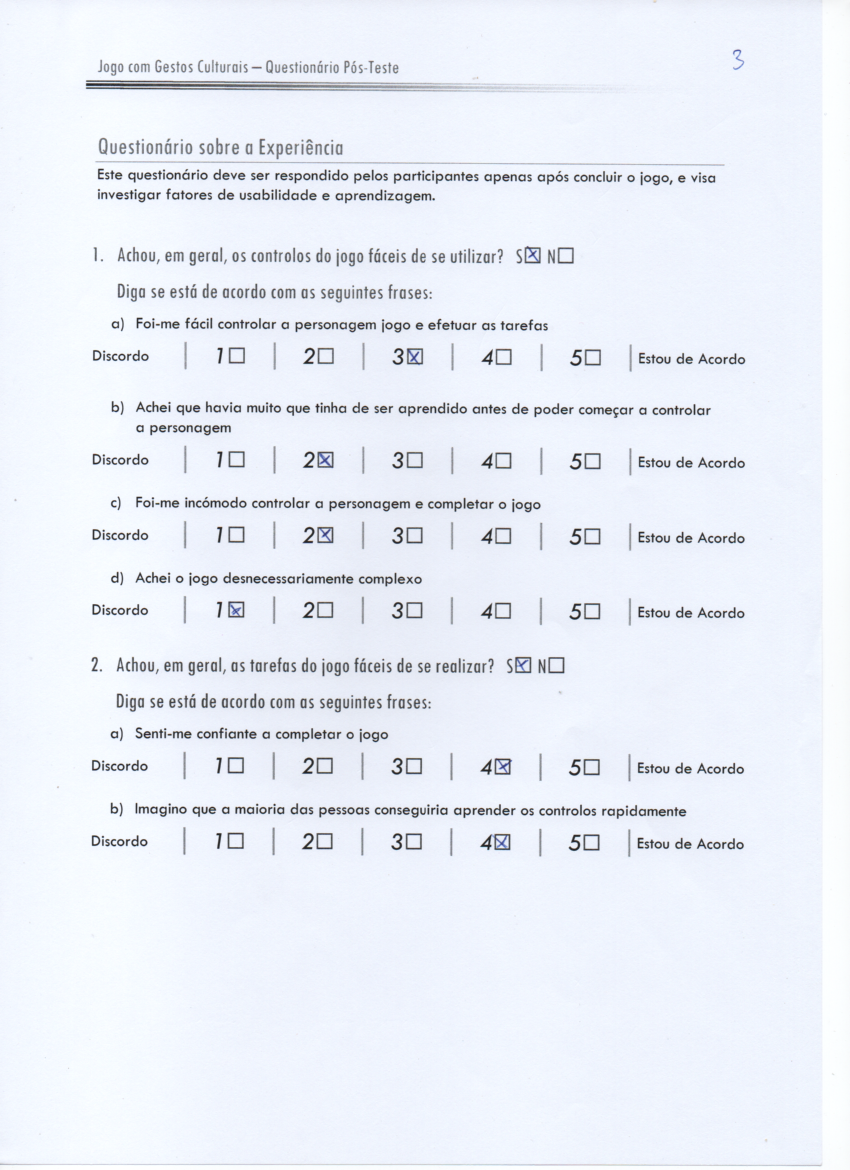 Jogo com Gestos Culturais – Questionário Pós-Teste
3
Questionário sobre a Experiência
Este questionário deve ser respondido pelos participantes apenas após concluir o jogo, e visa
investigar fatores de usabilidade e aprendizagem.
1. Achou, em geral, os controlos do jogo fáceis de se utilizar? S☒ N☐
Diga se está de acordo com as seguintes frases:
a) Foi-me fácil controlar a personagem jogo e efetuar as tarefas
Discordo | 1☐ | 2☐ | 3☒ | 4☐ | 5☐ | Estou de Acordo
b) Achei que havia muito que tinha de ser aprendido antes de poder começar a controlar
a personagem
Discordo | 1☐ | 2☒ | 3☐ | 4☐ | 5☐ | Estou de Acordo
c) Foi-me incómodo controlar a personagem e completar o jogo
Discordo | 1☐ | 2☒ | 3☐ | 4☐ | 5☐ | Estou de Acordo
d) Achei o jogo desnecessariamente complexo
Discordo | 1☒ | 2☐ | 3☐ | 4☐ | 5☐ | Estou de Acordo
2. Achou, em geral, as tarefas do jogo fáceis de se realizar? S☒ N☐
Diga se está de acordo com as seguintes frases:
a) Senti-me confiante a completar o jogo
Discordo | 1☐ | 2☐ | 3☐ | 4☒ | 5☐ | Estou de Acordo
b) Imagino que a maioria das pessoas conseguiria aprender os controlos rapidamente
Discordo | 1☐ | 2☐ | 3☐ | 4☒ | 5☐ | Estou de Acordo